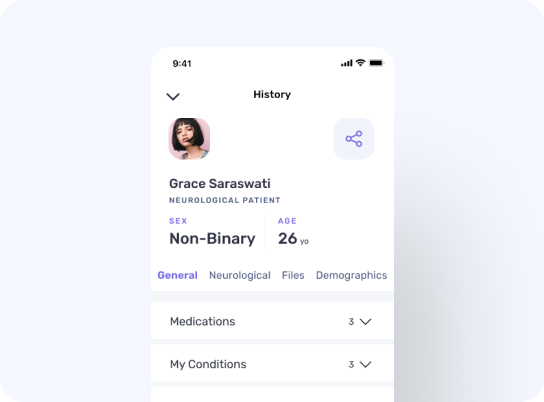 9:41
History
Grace Saraswati
NEUROLOGICAL PATIENT
SEX AGE
Non-Binary 26 yo
General Neurological Files Demographics
Medications 3
My Conditions 3